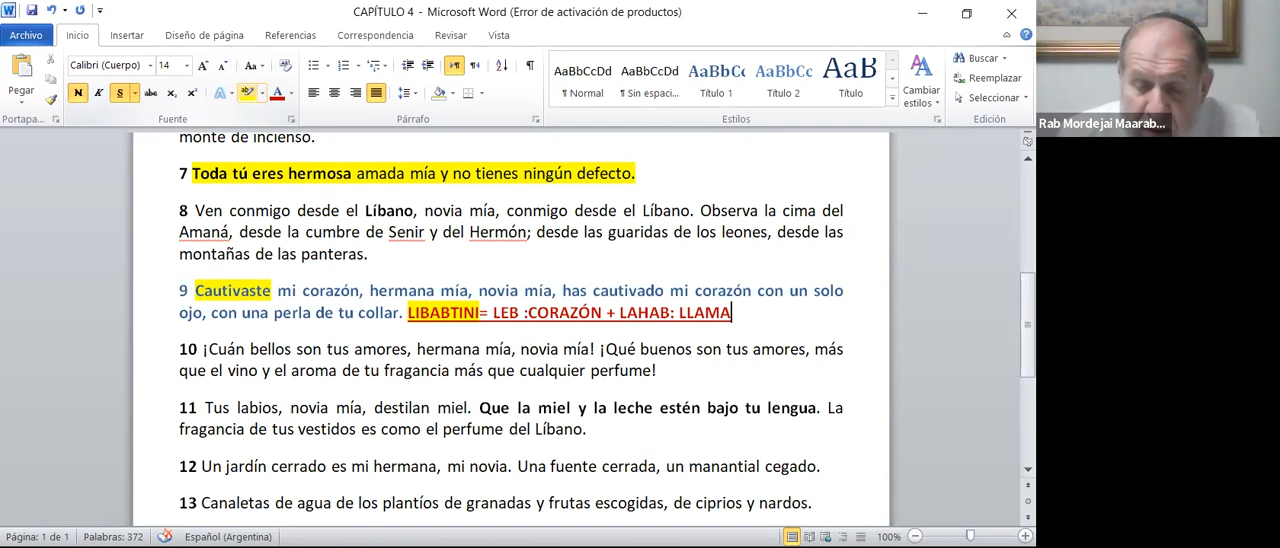 CAPÍTULO 4 - Microsoft Word (Error de activación de productos)
Archivo Inicio Insertar Diseño de página Referencias Correspondencia Revisar Vista
Calibri (Cuerpo) 14
Pegar
N K S abc x₂ x²
AaBbCcDd AaBbCcDd AaBbCc AaBbCc AaB
¶ Normal ¶ Sin espaci... Título 1 Título 2 Título
Cambiar estilos
Buscar
Reemplazar
Seleccionar
Portapa... Fuente Párrafo Estilos Edición
Rab Mordejai Maarab...
monte de incienso.
7 Toda tú eres hermosa amada mía y no tienes ningún defecto.
8 Ven conmigo desde el Líbano, novia mía, conmigo desde el Líbano. Observa la cima del
Amaná, desde la cumbre de Senir y del Hermón; desde las guaridas de los leones, desde las
montañas de las panteras.
9 Cautivaste mi corazón, hermana mía, novia mía, has cautivado mi corazón con un solo
ojo, con una perla de tu collar. LIBABTINI= LEB :CORAZÓN + LAHAB: LLAMA
10 ¡Cuán bellos son tus amores, hermana mía, novia mía! ¡Qué buenos son tus amores, más
que el vino y el aroma de tu fragancia más que cualquier perfume!
11 Tus labios, novia mía, destilan miel. Que la miel y la leche estén bajo tu lengua. La
fragancia de tus vestidos es como el perfume del Líbano.
12 Un jardín cerrado es mi hermana, mi novia. Una fuente cerrada, un manantial cegado.
13 Canaletas de agua de los plantíos de granadas y frutas escogidas, de ciprios y nardos.
Página: 1 de 1 Palabras: 372 Español (Argentina) 100%